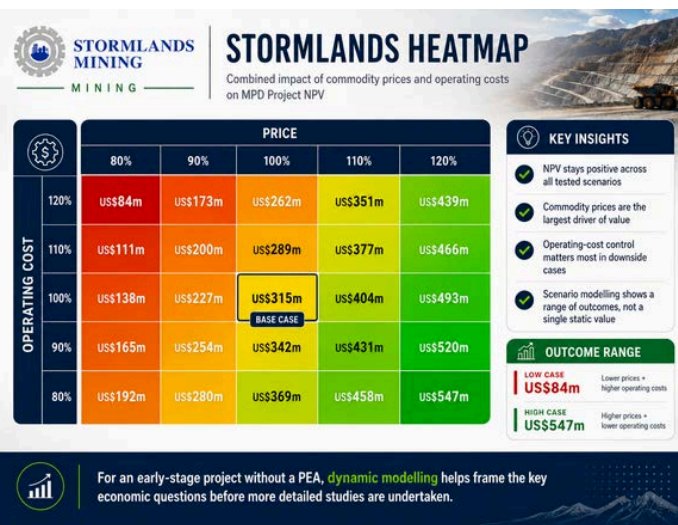 STORMLANDS
MINING
MINING
STORMLANDS HEATMAP
Combined impact of commodity prices and operating costs
on MPD Project NPV
PRICE
80% 90% 100% 110% 120%
OPERATING COST
120% US$84m US$173m US$262m US$351m US$439m
110% US$111m US$200m US$289m US$377m US$466m
100% US$138m US$227m US$315m US$404m US$493m
BASE CASE
90% US$165m US$254m US$342m US$431m US$520m
80% US$192m US$280m US$369m US$458m US$547m
KEY INSIGHTS
NPV stays positive across
all tested scenarios
Commodity prices are the
largest driver of value
Operating-cost control
matters most in downside
cases
Scenario modelling shows a
range of outcomes, not a
single static value
OUTCOME RANGE
LOW CASE
US$84m
Lower prices +
higher operating costs
HIGH CASE
US$547m
Higher prices +
lower operating costs
For an early-stage project without a PEA, dynamic modelling helps frame the key
economic questions before more detailed studies are undertaken.